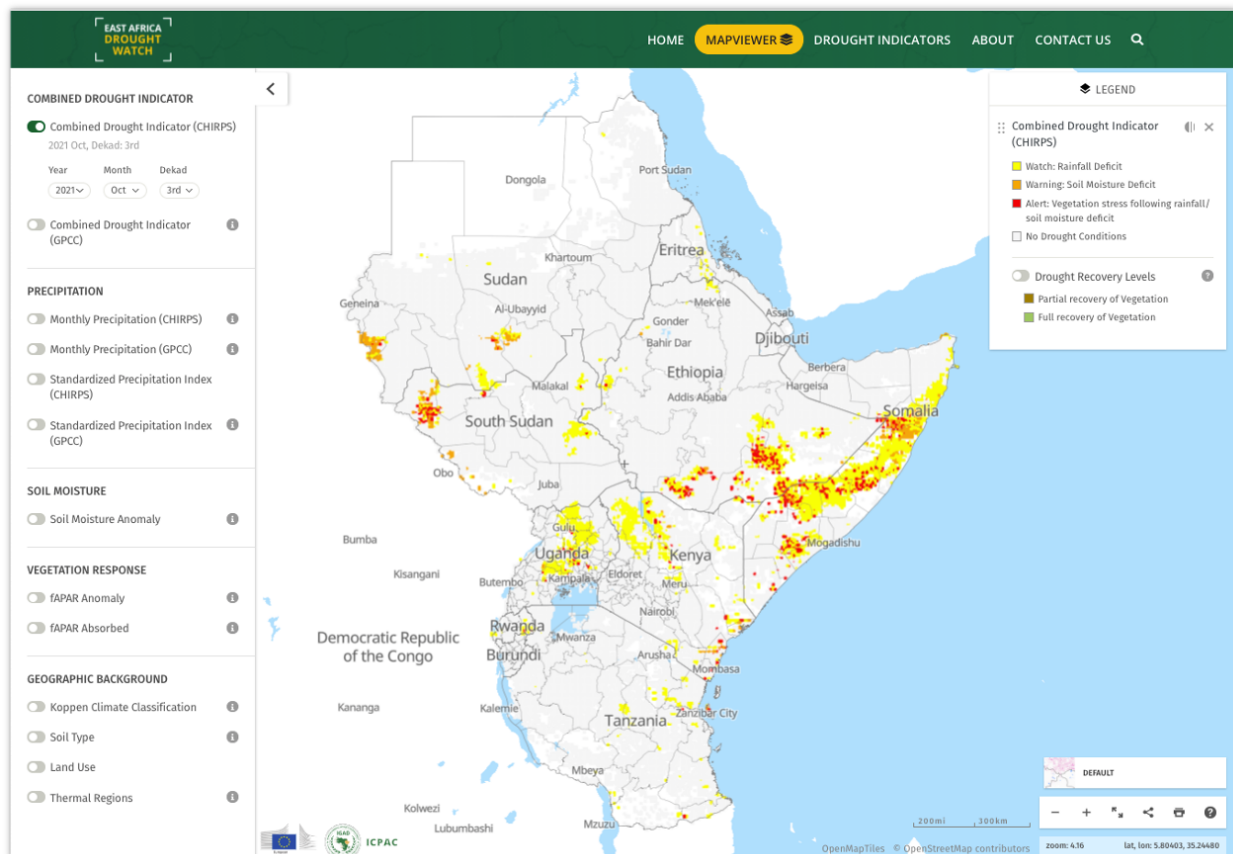 EAST AFRICA
DROUGHT
WATCH
HOME
MAPVIEWER
DROUGHT INDICATORS
ABOUT
CONTACT US
COMBINED DROUGHT INDICATOR
Combined Drought Indicator (CHIRPS)
2021 Oct, Dekad: 3rd
Year Month Dekad
2021 Oct 3rd
Combined Drought Indicator
(GPCC)
PRECIPITATION
Monthly Precipitation (CHIRPS)
Monthly Precipitation (GPCC)
Standardized Precipitation Index
(CHIRPS)
Standardized Precipitation Index
(GPCC)
SOIL MOISTURE
Soil Moisture Anomaly
VEGETATION RESPONSE
fAPAR Anomaly
fAPAR Absorbed
GEOGRAPHIC BACKGROUND
Koppen Climate Classification
Soil Type
Land Use
Thermal Regions
LEGEND
Combined Drought Indicator
(CHIRPS)
Watch: Rainfall Deficit
Warning: Soil Moisture Deficit
Alert: Vegetation stress following rainfall/
soil moisture deficit
No Drought Conditions
Drought Recovery Levels
Partial recovery of Vegetation
Full recovery of Vegetation
Port Sudan
Dongola
Eritrea
Khartoum
Sudan
Geneina
Mek'elē
Al-Ubayyid
Assab
Gonder
Djibouti
Bahir Dar
Berbera
Ethiopia
Malakal
Hargeisa
Addis Ababa
Somalia
South Sudan
Obo
Juba
Gulu
Bumba
Mogadishu
Uganda
Kenya
Kisangani
Butembo
Kampala
Eldoret
Meru
Nairobi
Rwanda
Democratic Republic
of the Congo
Mwanza
Burundi
Arusha
Mombasa
Kananga
Kalemie
Zanzibar City
Tanzania
Mbeya
Kolwezi
Lubumbashi
Mzuzu
IGAD
ICPAC
DEFAULT
200mi 300km
OpenMapTiles © OpenStreetMap contributors
zoom: 4.16 lat, lon: 5.80403, 35.24480